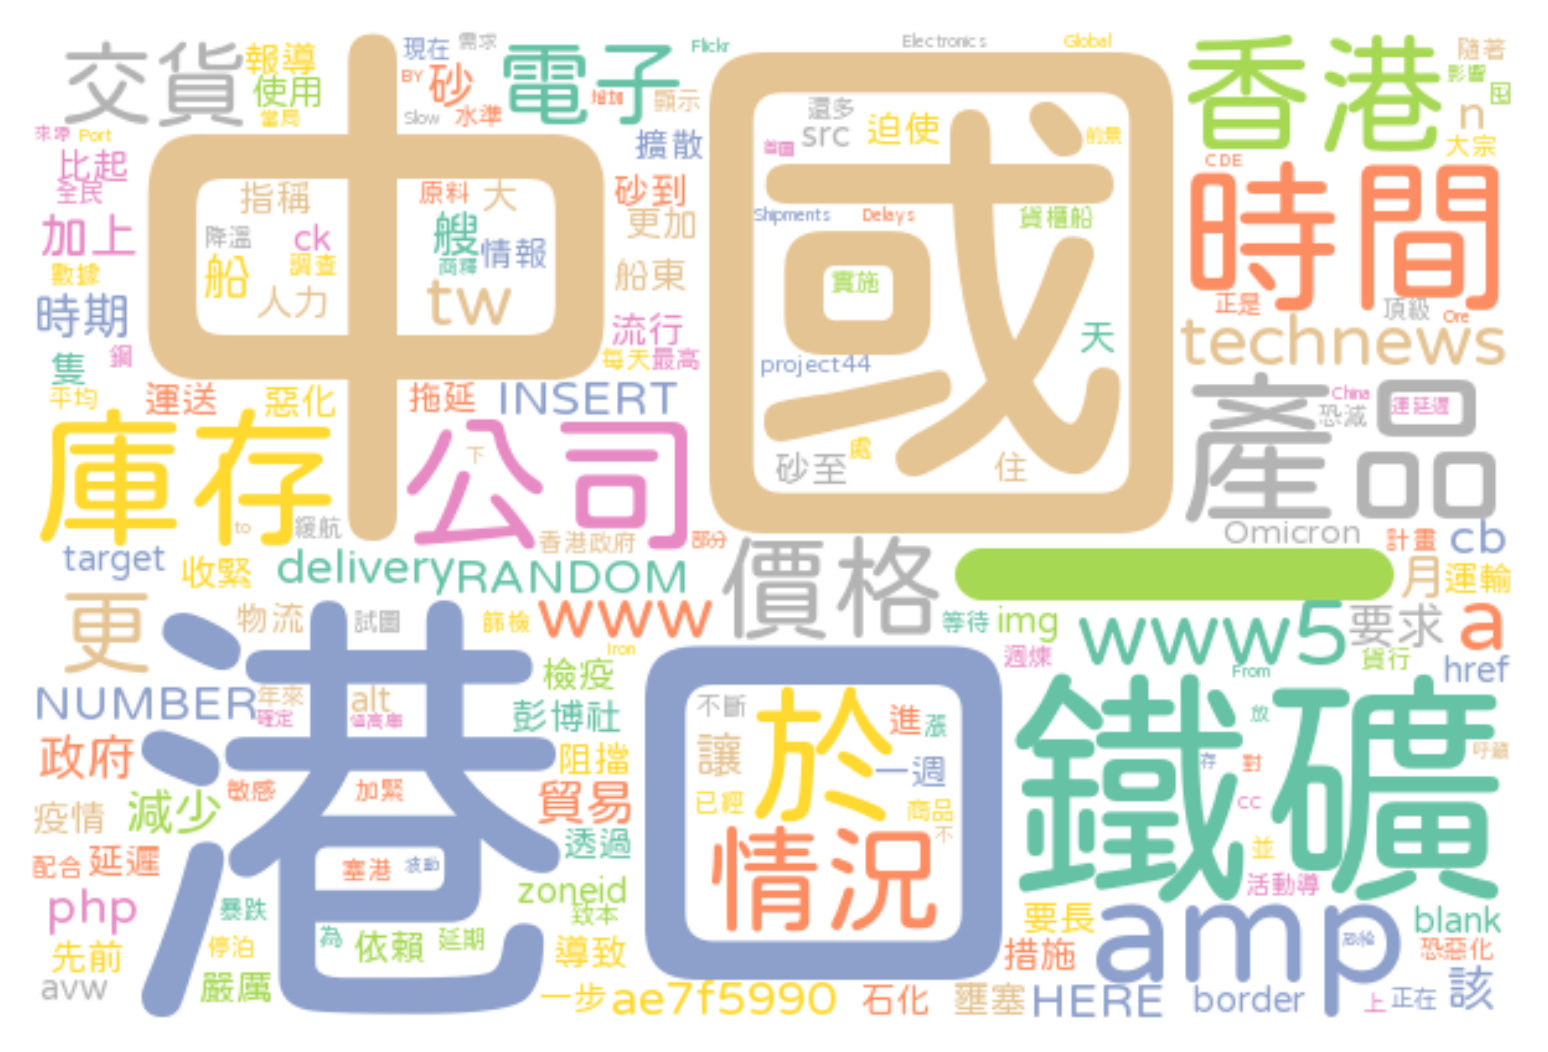 交貨 報導 現在 需求 電子 Flickr Electronics Global 香港 隨著
使用 BY 砂 增加 顯示 影響
當局 Slow 水準 還多 src 迫使 前景 n
Port 擴散 大宗
比起 中國 CDE
全民 指稱 原料 大 砂到 時間
加上 降溫 ck 艘 情報 更加 Shipments Delays 貨櫃船
數據 船 調查 船東 實施
時期 人力 tw 流行 天 正是 頂級 Ore
隻 鋼 每天 最高 project44 technews
平均 運送 惡化 拖延 INSERT China
庫存 公司 下 處 恐減 產品 運延遲
砂至 住
to 緩航 香港政府 部分 Omicron 計畫 cb
target 收緊 delivery RANDOM 價格 一 月 運輸
更 物流 試圖 篩檢 www 等待 img www5 要求 a
Iron 週煉 貨行
檢疫 From href
NUMBER 年來 alt 不斷 於 進 漲 鐵礦
確定 彭博社 放
政府 港口 阻擋 讓 一週 存 對
敏感 加緊 已經 商品 cc
疫情 減少 貿易 情況 不 並
配合 延遲 塞港 波動 透過 活動導
php zoneid
暴跌 致本 要長 amp blank
先前 停泊 為 依賴 延期 導致 措施 恐惡化
avw 嚴厲 一步 ae7f5990 石化 壅塞 HERE border 上 正在 該